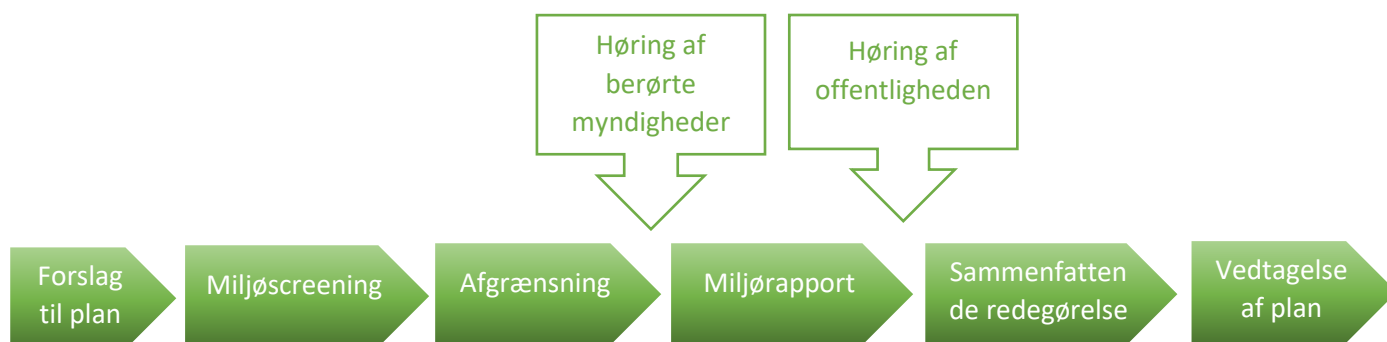 Høring af
berørte
myndigheder
Høring af
offentligheden
Forslag
til plan
Miljøscreening
Afgrænsning
Miljørapport
Sammenfatten
de redegørelse
Vedtagelse
af plan